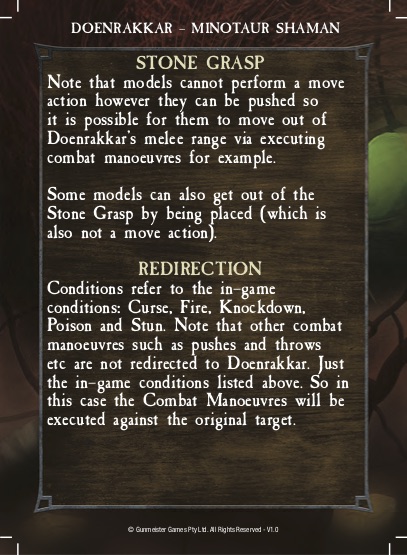 DOENRAKKAR – MINOTAUR SHAMAN
STONE GRASP
Note that models cannot perform a move
action however they can be pushed so
it is possible for them to move out of
Doenrakkar's melee range via executing
combat manoeuvres for example.
Some models can also get out of the
Stone Grasp by being placed (which is
also not a move action).
REDIRECTION
Conditions refer to the in-game
conditions: Curse, Fire, Knockdown,
Poison and Stun. Note that other combat
manoeuvres such as pushes and throws
etc are not redirected to Doenrakkar. Just
the in-game conditions listed above. So in
this case the Combat Manoeuvres will be
executed against the original target.
© Gunmeister Games Pty Ltd. All Rights Reserved - V1.0